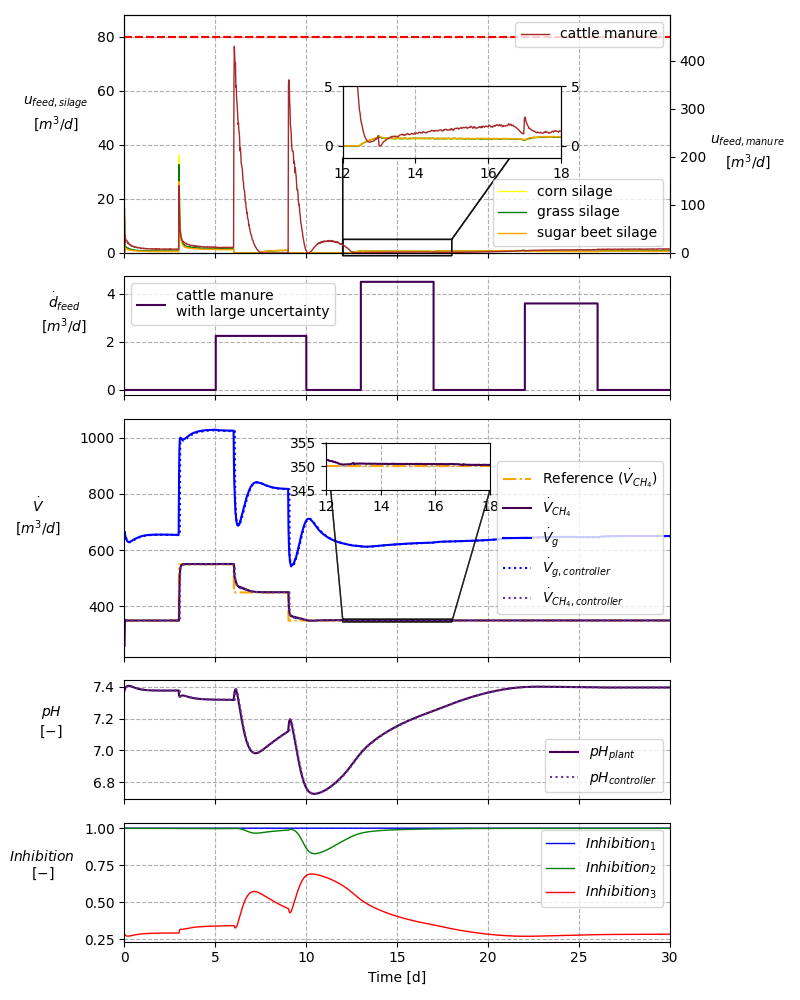 80
60
40
20
0
u_feed,silage
[m³/d]
400
300
200
100
0
u_feed,manure
[m³/d]
cattle manure
5
0
5
0
12 14 16 18
corn silage
grass silage
sugar beet silage
4
2
0
ḋ_feed
[m³/d]
cattle manure
with large uncertainty
1000
800
600
400
V̇
[m³/d]
355
350
345
12 14 16 18
Reference (V̇_CH₄)
V̇_CH₄
V̇_g
V̇_g,controller
V̇_CH₄,controller
7.4
7.2
7.0
6.8
pH
[−]
pH_plant
pH_controller
1.00
0.75
0.50
0.25
Inhibition
[−]
Inhibition₁
Inhibition₂
Inhibition₃
0 5 10 15 20 25 30
Time [d]